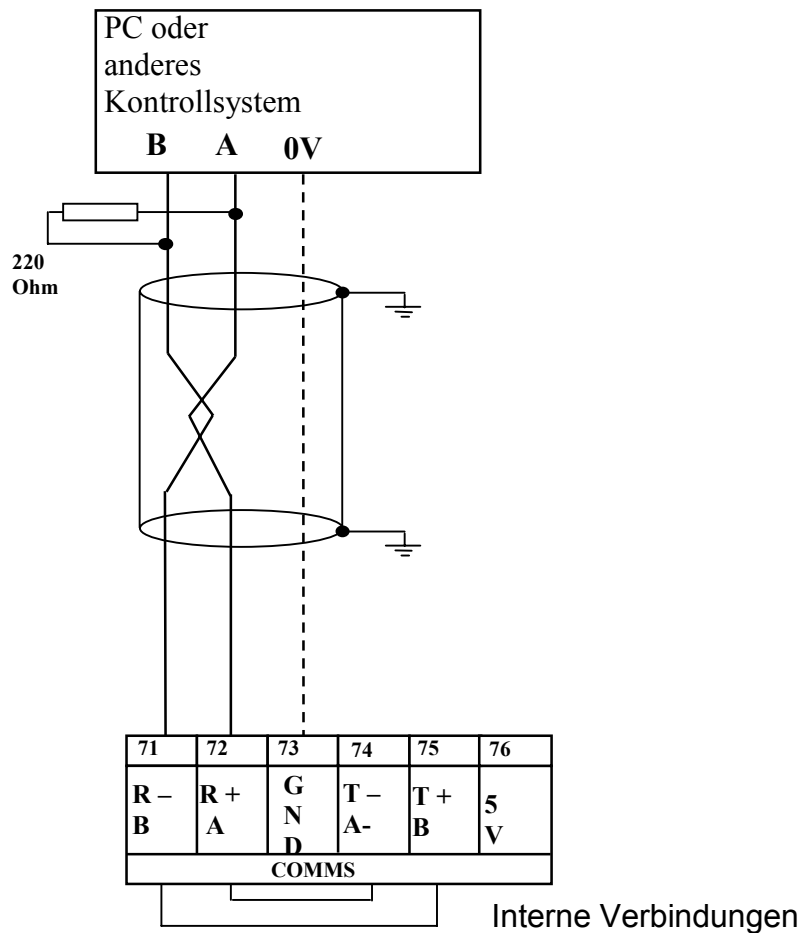 PC oder
anderes
Kontrollsystem
B A 0V
220
Ohm
71 72 73 74 75 76
R – R + G T – T + 5
B A N A- B V
D
COMMS
Interne Verbindungen